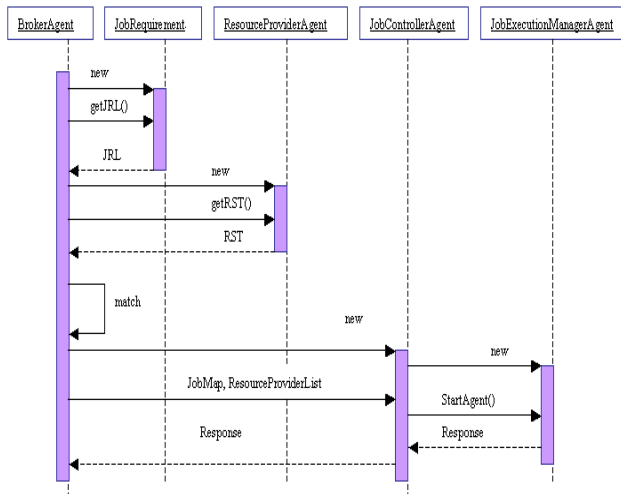 BrokerAgent
JobRequirement
ResourceProviderAgent
JobControllerAgent
JobExecutionManagerAgent
new
getJRL()
JRL
new
getRST()
RST
match
new
new
JobMap, ResourceProviderList
StartAgent()
Response
Response